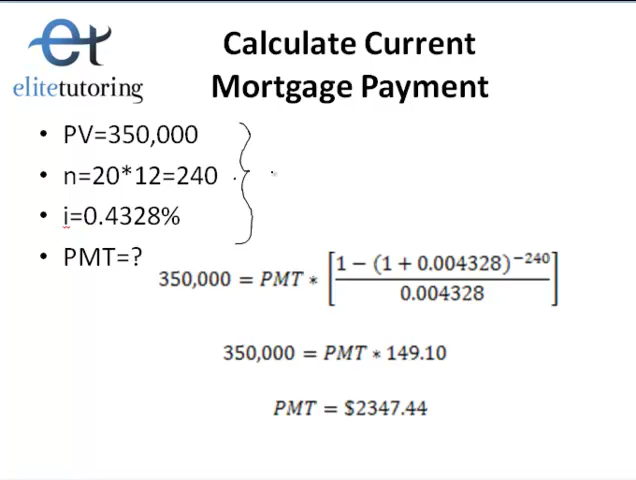 et
elitetutoring
Calculate Current
Mortgage Payment
• PV=350,000
• n=20*12=240
• i=0.4328%
• PMT=?
350,000 = PMT * [1 − (1 + 0.004328)^−240 / 0.004328]
350,000 = PMT * 149.10
PMT = $2347.44